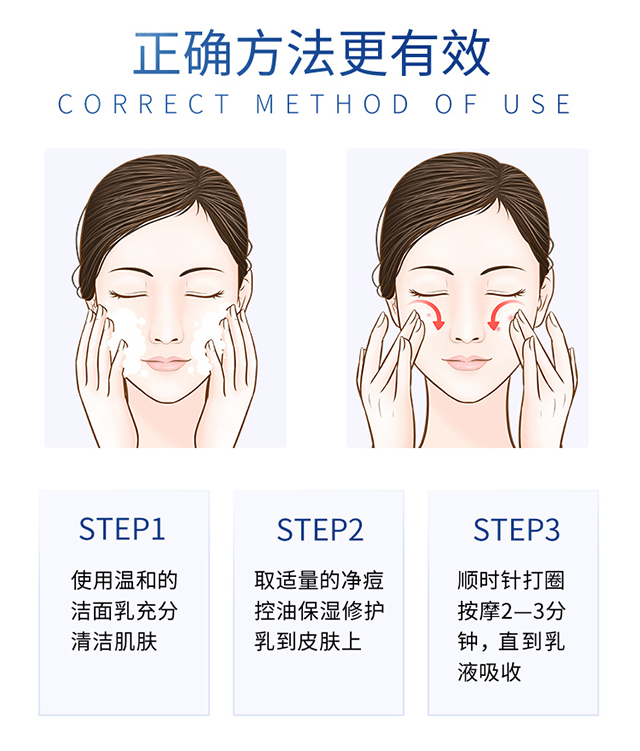 正确方法更有效
CORRECT METHOD OF USE
STEP1
使用温和的
洁面乳充分
清洁肌肤
STEP2
取适量的净痘
控油保湿修护
乳到皮肤上
STEP3
顺时针打圈
按摩2—3分
钟，直到乳
液吸收